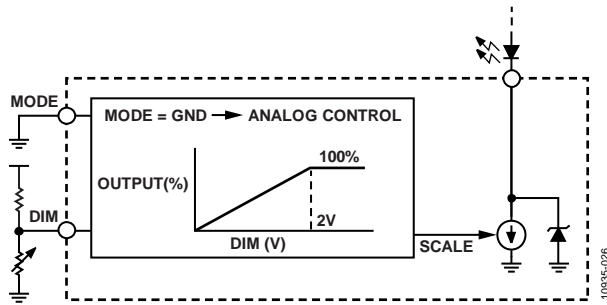 MODE
MODE = GND → ANALOG CONTROL
100%
OUTPUT(%)
DIM
2V
DIM (V)
SCALE
10935-026